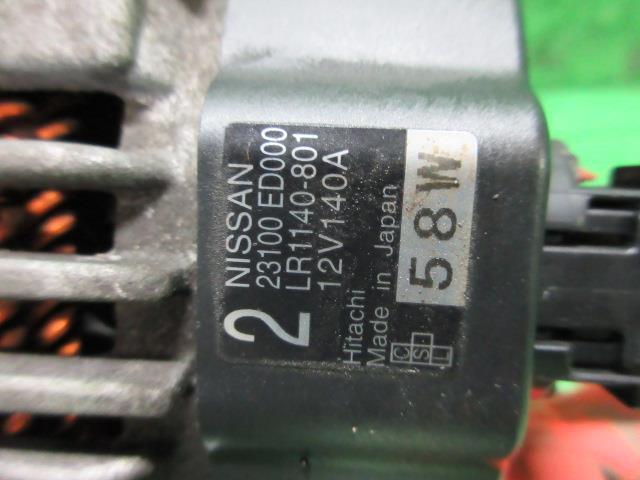 2
NISSAN
23100 ED000
LR1140-801
12V140A
Hitachi
Made in Japan
C
S
L
58W